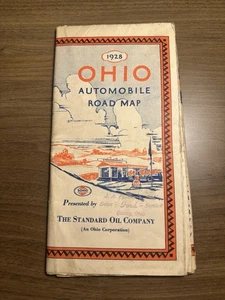 1928
OHIO
AUTOMOBILE
ROAD MAP
Presented by
THE STANDARD OIL COMPANY
(An Ohio Corporation)